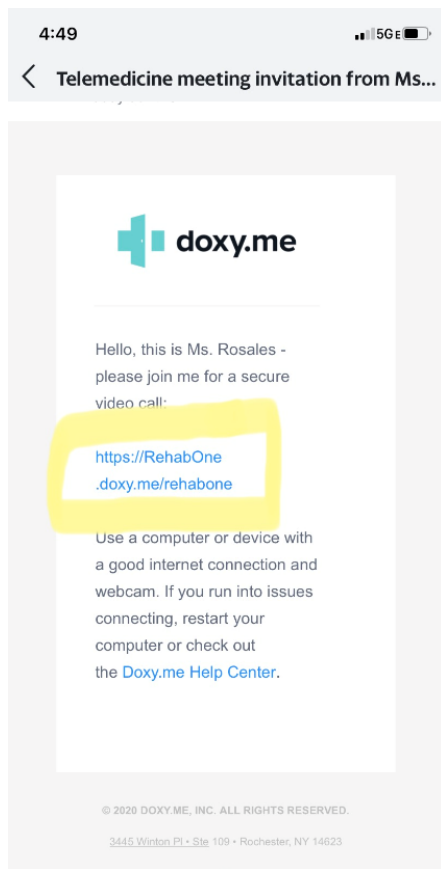 4:49
5GE
Telemedicine meeting invitation from Ms...
doxy.me
Hello, this is Ms. Rosales -
please join me for a secure
video call:
https://RehabOne
.doxy.me/rehabone
Use a computer or device with
a good internet connection and
webcam. If you run into issues
connecting, restart your
computer or check out
the Doxy.me Help Center.
© 2020 DOXY.ME, INC. ALL RIGHTS RESERVED.
3445 Winton Pl • Ste 109 • Rochester, NY 14623